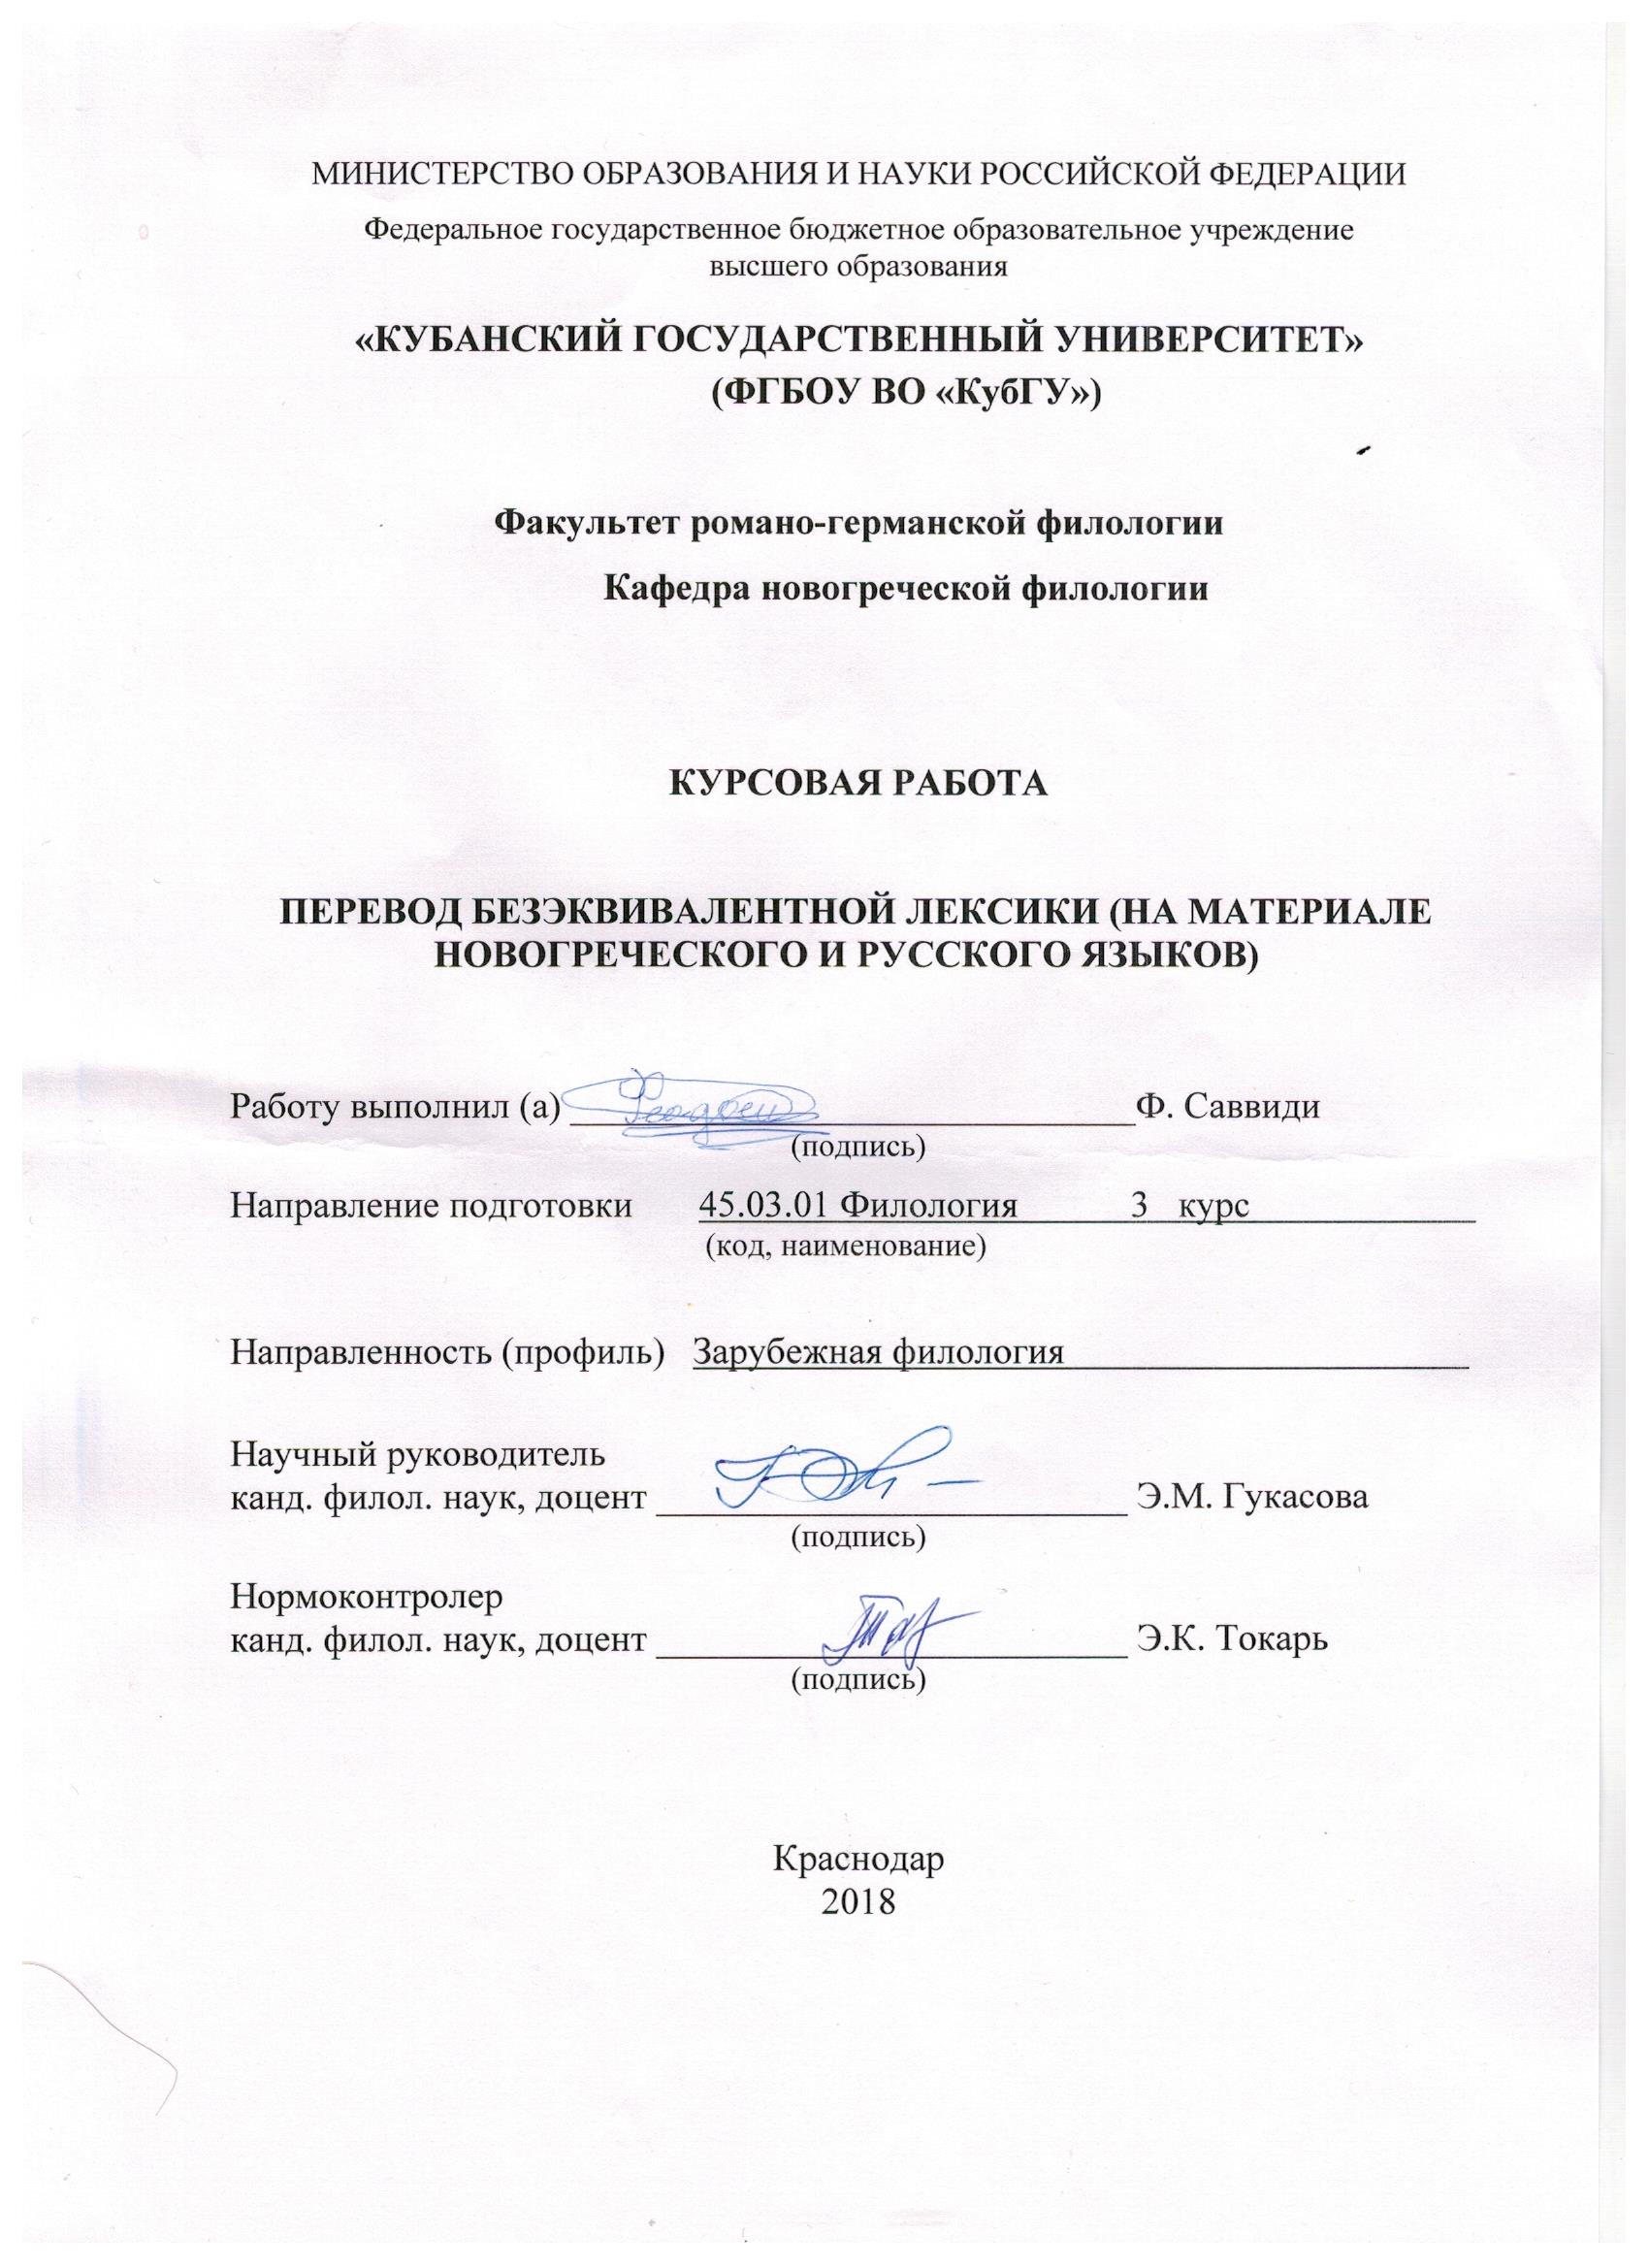 МИНИСТЕРСТВО ОБРАЗОВАНИЯ И НАУКИ РОССИЙСКОЙ ФЕДЕРАЦИИ
Федеральное государственное бюджетное образовательное учреждение
высшего образования
«КУБАНСКИЙ ГОСУДАРСТВЕННЫЙ УНИВЕРСИТЕТ»
(ФГБОУ ВО «КубГУ»)
Факультет романо-германской филологии
Кафедра новогреческой филологии
КУРСОВАЯ РАБОТА
ПЕРЕВОД БЕЗЭКВИВАЛЕНТНОЙ ЛЕКСИКИ (НА МАТЕРИАЛЕ
НОВОГРЕЧЕСКОГО И РУССКОГО ЯЗЫКОВ)
Работу выполнил (а) Ф. Саввиди
(подпись)
Направление подготовки 45.03.01 Филология 3 курс
(код, наименование)
Направленность (профиль) Зарубежная филология
Научный руководитель
канд. филол. наук, доцент Э.М. Гукасова
(подпись)
Нормоконтролер
канд. филол. наук, доцент Э.К. Токарь
(подпись)
Краснодар
2018